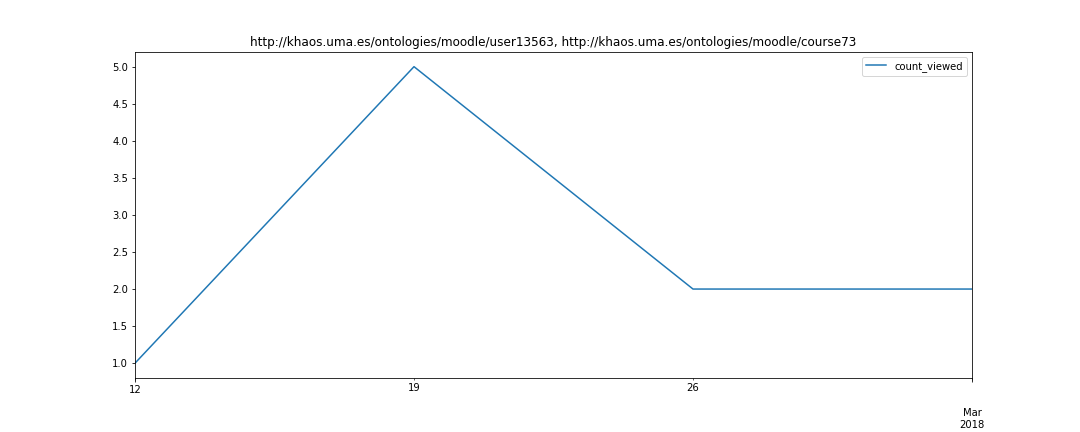 http://khaos.uma.es/ontologies/moodle/user13563, http://khaos.uma.es/ontologies/moodle/course73
count_viewed
5.0
4.5
4.0
3.5
3.0
2.5
2.0
1.5
1.0
12 19 26
Mar
2018